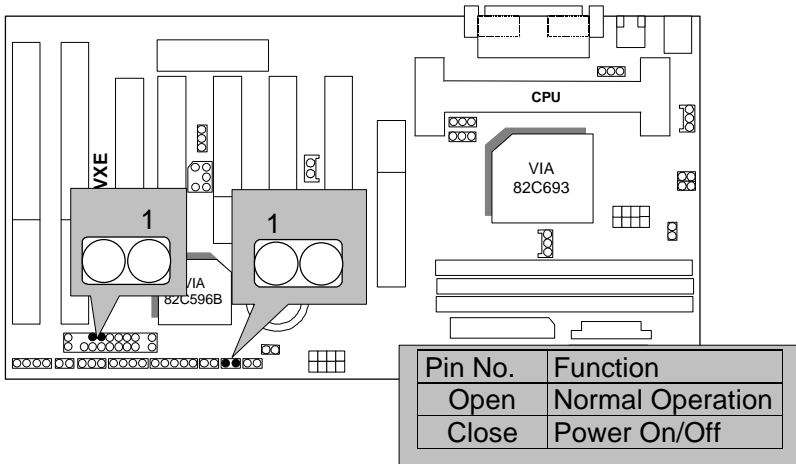 CPU
VXE
VIA
82C693
1
1
VIA
82C596B
Pin No. Function
Open Normal Operation
Close Power On/Off